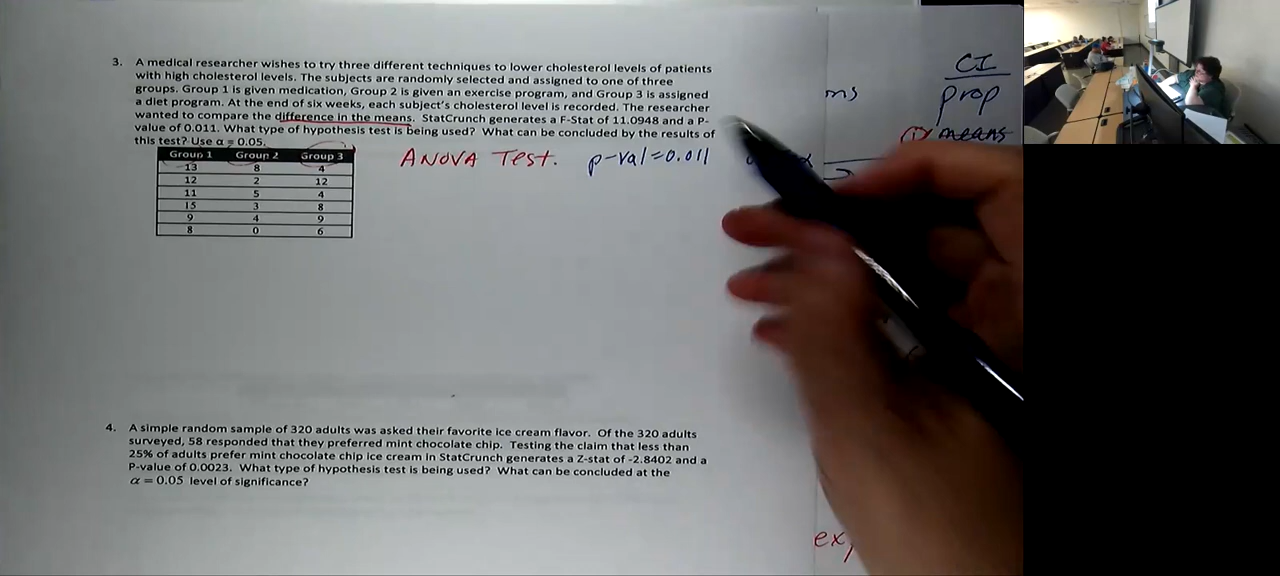 3. A medical researcher wishes to try three different techniques to lower cholesterol levels of patients
with high cholesterol levels. The subjects are randomly selected and assigned to one of three
groups. Group 1 is given medication, Group 2 is given an exercise program, and Group 3 is assigned
a diet program. At the end of six weeks, each subject's cholesterol level is recorded. The researcher
wanted to compare the difference in the means. StatCrunch generates a F-Stat of 11.0948 and a P-
value of 0.011. What type of hypothesis test is being used? What can be concluded by the results of
this test? Use α = 0.05.
Group 1 Group 2 Group 3
13 8 4
12 2 12
11 5 4
15 3 8
9 4 9
8 0 6
ANOVA Test. p-val=0.011
4. A simple random sample of 320 adults was asked their favorite ice cream flavor. Of the 320 adults
surveyed, 58 responded that they preferred mint chocolate chip. Testing the claim that less than
25% of adults prefer mint chocolate chip ice cream in StatCrunch generates a Z-stat of -2.8402 and a
P-value of 0.0023. What type of hypothesis test is being used? What can be concluded at the
α = 0.05 level of significance?
CI
prop
(1) means
ms
ex,